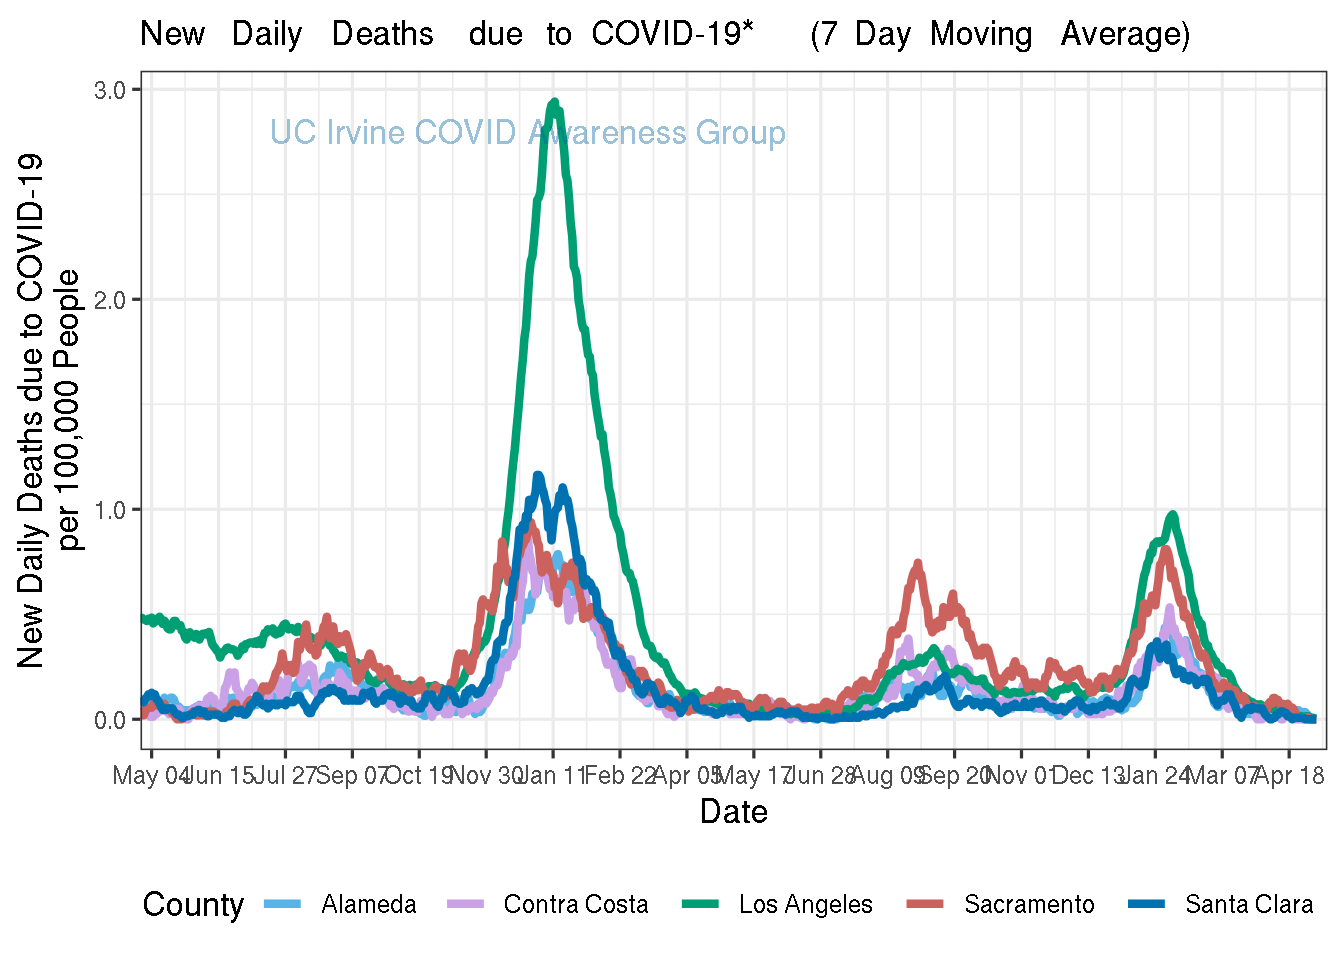 New Daily Deaths due to COVID-19* (7 Day Moving Average)
UC Irvine COVID Awareness Group
New Daily Deaths due to COVID-19
per 100,000 People
3.0
2.0
1.0
0.0
May 04 Jun 15 Jul 27 Sep 07 Oct 19 Nov 30 Jan 11 Feb 22 Apr 05 May 17 Jun 28 Aug 09 Sep 20 Nov 01 Dec 13 Jan 24 Mar 07 Apr 18
Date
County Alameda Contra Costa Los Angeles Sacramento Santa Clara